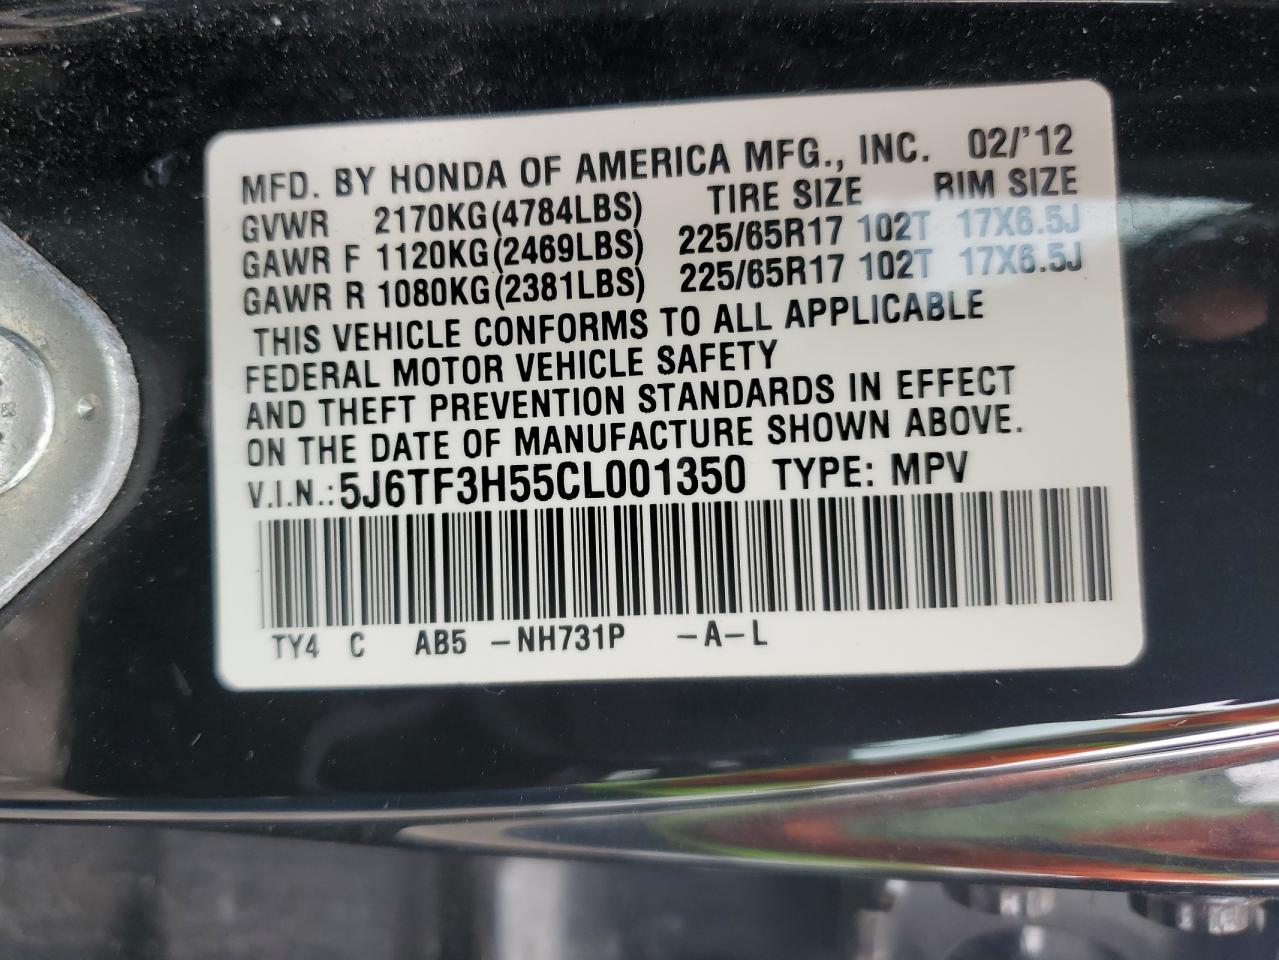 MFD. BY HONDA OF AMERICA MFG., INC. 02/'12
GVWR 2170KG(4784LBS) TIRE SIZE RIM SIZE
GAWR F 1120KG(2469LBS) 225/65R17 102T 17X6.5J
GAWR R 1080KG(2381LBS) 225/65R17 102T 17X6.5J
THIS VEHICLE CONFORMS TO ALL APPLICABLE
FEDERAL MOTOR VEHICLE SAFETY
AND THEFT PREVENTION STANDARDS IN EFFECT
ON THE DATE OF MANUFACTURE SHOWN ABOVE.
V.I.N.:5J6TF3H55CL001350 TYPE: MPV
TY4 C AB5 -NH731P -A-L